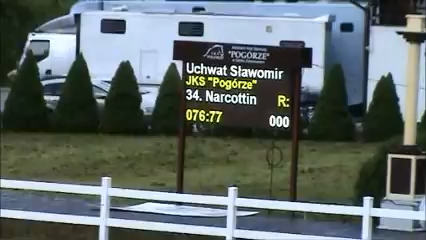 "POGÓRZE"
Uchwat Sławomir
JKS "Pogórze"
34. Narcottin R:
076:77 000